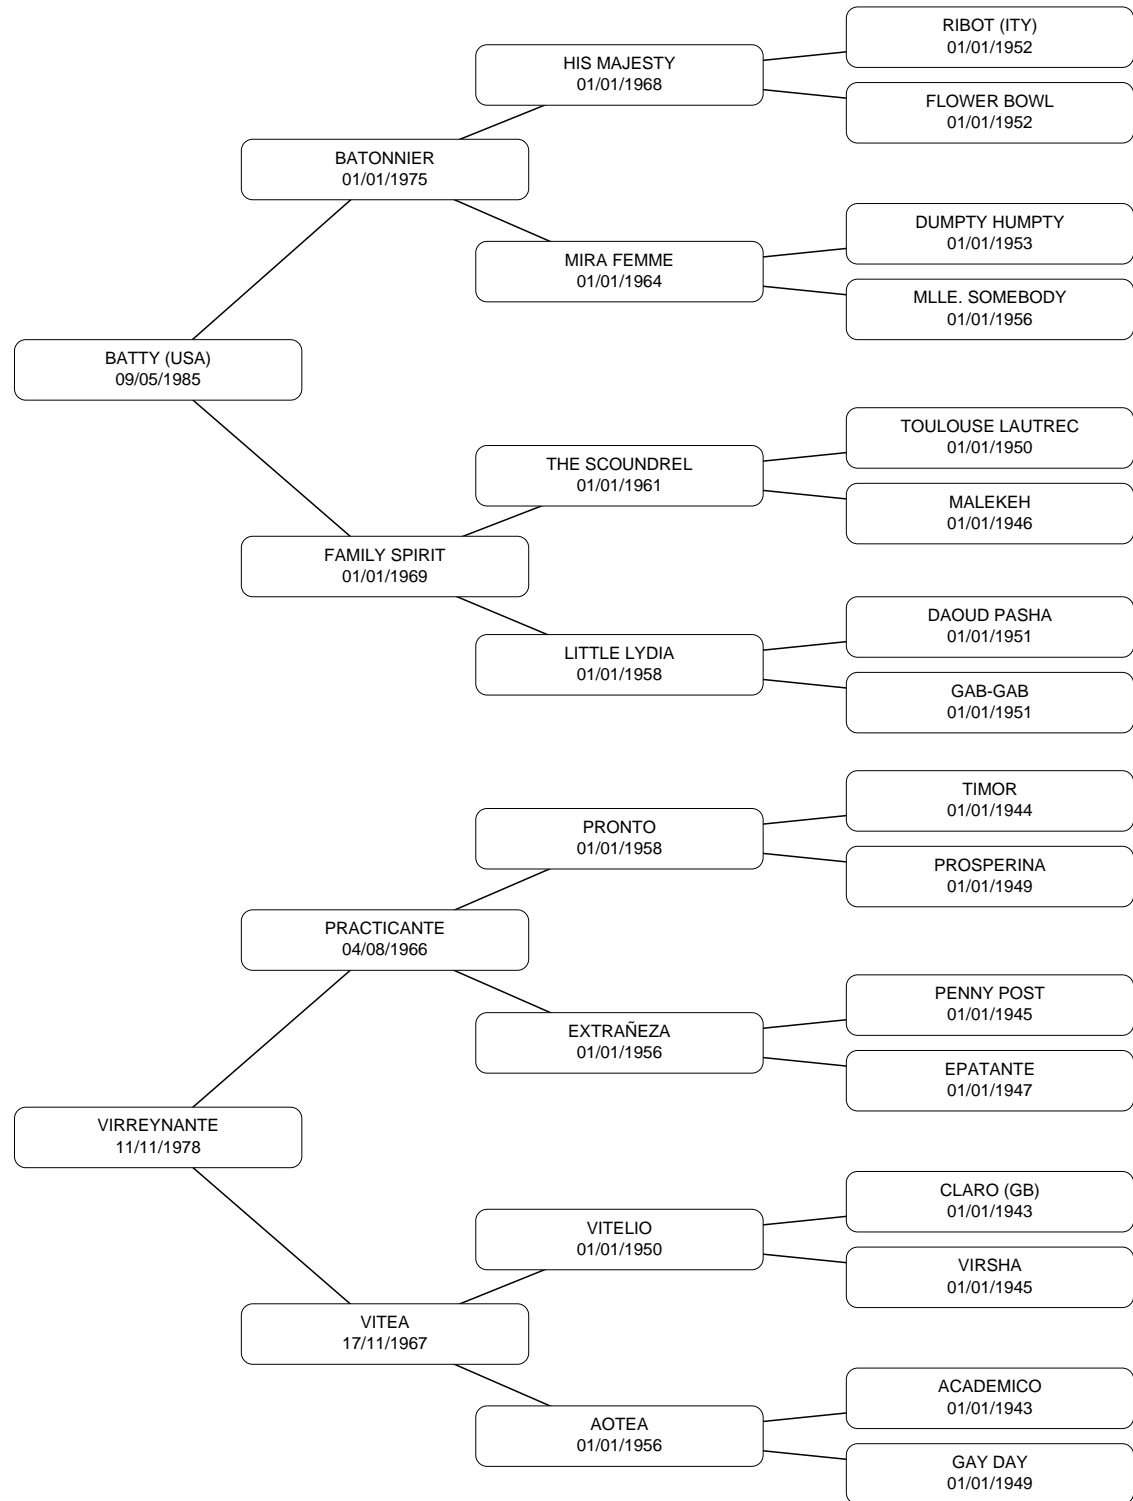 RIBOT (ITY)
01/01/1952
HIS MAJESTY
01/01/1968
FLOWER BOWL
01/01/1952
BATONNIER
01/01/1975
DUMPTY HUMPTY
01/01/1953
MIRA FEMME
01/01/1964
MLLE. SOMEBODY
01/01/1956
BATTY (USA)
09/05/1985
TOULOUSE LAUTREC
01/01/1950
THE SCOUNDREL
01/01/1961
MALEKEH
01/01/1946
FAMILY SPIRIT
01/01/1969
DAOUD PASHA
01/01/1951
LITTLE LYDIA
01/01/1958
GAB-GAB
01/01/1951
TIMOR
01/01/1944
PRONTO
01/01/1958
PROSPERINA
01/01/1949
PRACTICANTE
04/08/1966
PENNY POST
01/01/1945
EXTRAÑEZA
01/01/1956
EPATANTE
01/01/1947
VIRREYNANTE
11/11/1978
CLARO (GB)
01/01/1943
VITELIO
01/01/1950
VIRSHA
01/01/1945
VITEA
17/11/1967
ACADEMICO
01/01/1943
AOTEA
01/01/1956
GAY DAY
01/01/1949